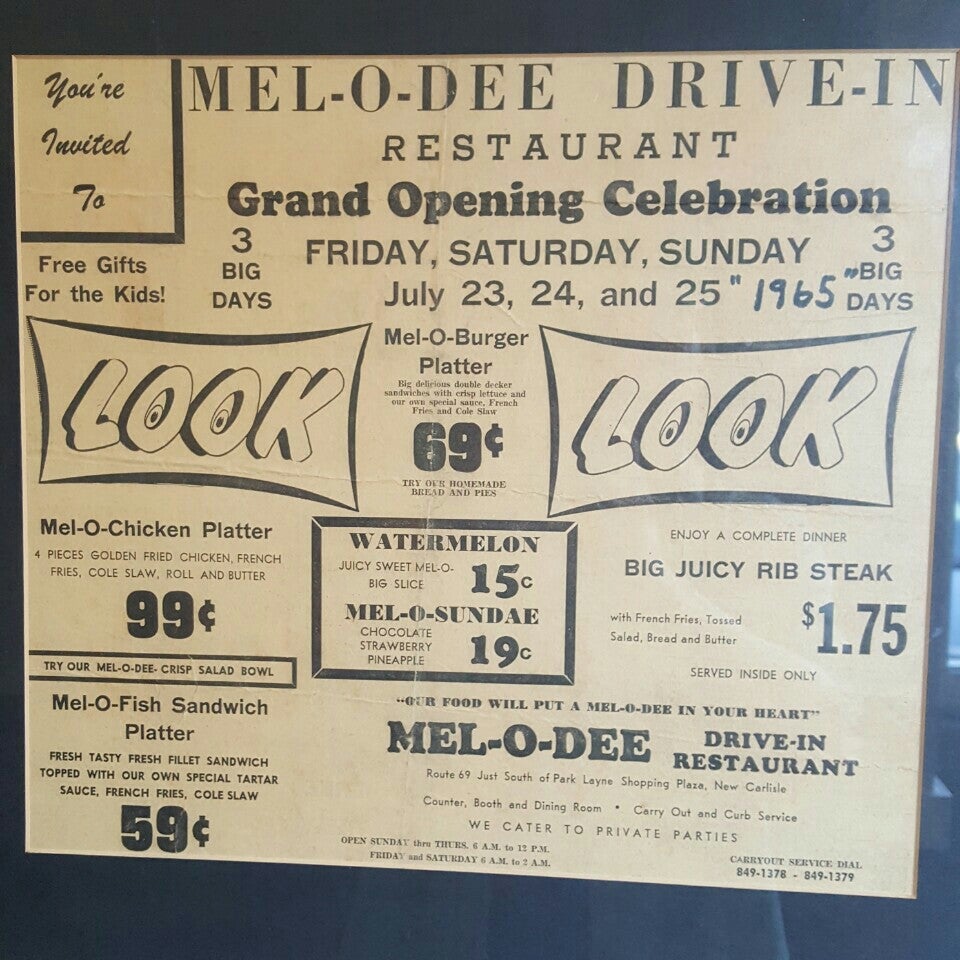 You're
Invited
To
MEL-O-DEE DRIVE-IN
RESTAURANT
Grand Opening Celebration
3
BIG
DAYS
FRIDAY, SATURDAY, SUNDAY
July 23, 24, and 25 "1965"
3
BIG
DAYS
Free Gifts
For the Kids!
LOOK
Mel-O-Burger
Platter
Big delicious double decker
sandwiches with crisp lettuce and
our own special sauce, French
Fries and Cole Slaw
69¢
TRY OUR HOMEMADE
BREAD AND PIES
LOOK
Mel-O-Chicken Platter
4 PIECES GOLDEN FRIED CHICKEN, FRENCH
FRIES, COLE SLAW, ROLL AND BUTTER
99¢
TRY OUR MEL-O-DEE- CRISP SALAD BOWL
Mel-O-Fish Sandwich
Platter
FRESH TASTY FRESH FILLET SANDWICH
TOPPED WITH OUR OWN SPECIAL TARTAR
SAUCE, FRENCH FRIES, COLE SLAW
59¢
WATERMELON
JUICY SWEET MEL-O-
BIG SLICE
15c
MEL-O-SUNDAE
CHOCOLATE
STRAWBERRY
PINEAPPLE
19c
ENJOY A COMPLETE DINNER
BIG JUICY RIB STEAK
with French Fries, Tossed
Salad, Bread and Butter
$1.75
SERVED INSIDE ONLY
"OUR FOOD WILL PUT A MEL-O-DEE IN YOUR HEART"
MEL-O-DEE DRIVE-IN
RESTAURANT
Route 69 Just South of Park Layne Shopping Plaza, New Carlisle
Counter, Booth and Dining Room • Carry Out and Curb Service
WE CATER TO PRIVATE PARTIES
OPEN SUNDAY thru THURS. 6 A.M. to 12 P.M.
FRIDAY and SATURDAY 6 A.M. to 2 A.M.
CARRYOUT SERVICE DIAL
849-1378 - 849-1379